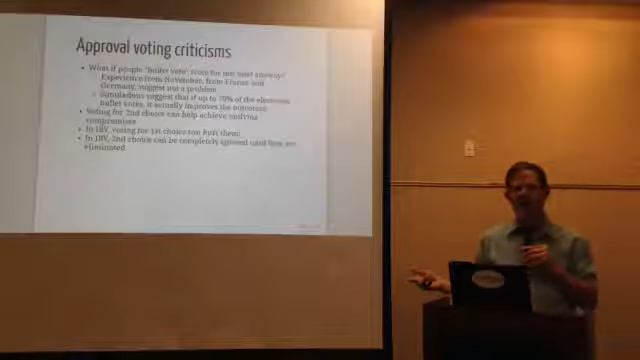 Approval voting criticisms
• What if people "bullet vote" (vote for just their favorite)?
Experience from November, from France and
Germany, suggest not a problem
Simulations suggest that if up to 70% of the electorate
bullet votes, it actually improves the outcomes
• Voting for 2nd choice can help achieve unifying
compromises
• In IRV, voting for 1st choice can hurt them!
• In IRV, 2nd choice can be completely ignored until they are
eliminated